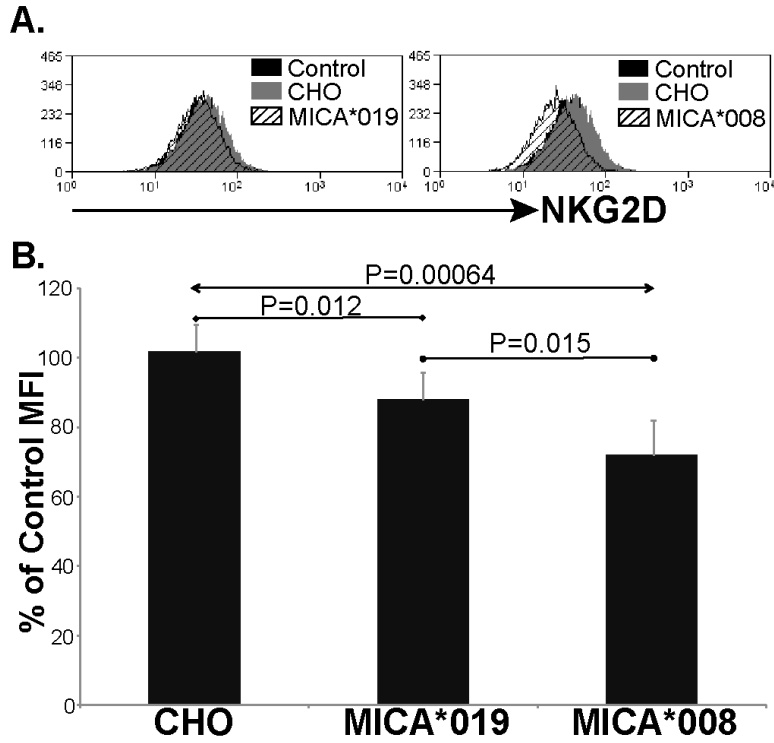 A.
465
348
232
116
0
Control
CHO
MICA*019
10⁰ 10¹ 10² 10³ 10⁴
465
348
232
116
0
Control
CHO
MICA*008
10⁰ 10¹ 10² 10³ 10⁴
NKG2D
B.
% of Control MFI
120
100
80
60
40
20
0
P=0.00064
P=0.012
P=0.015
CHO MICA*019 MICA*008